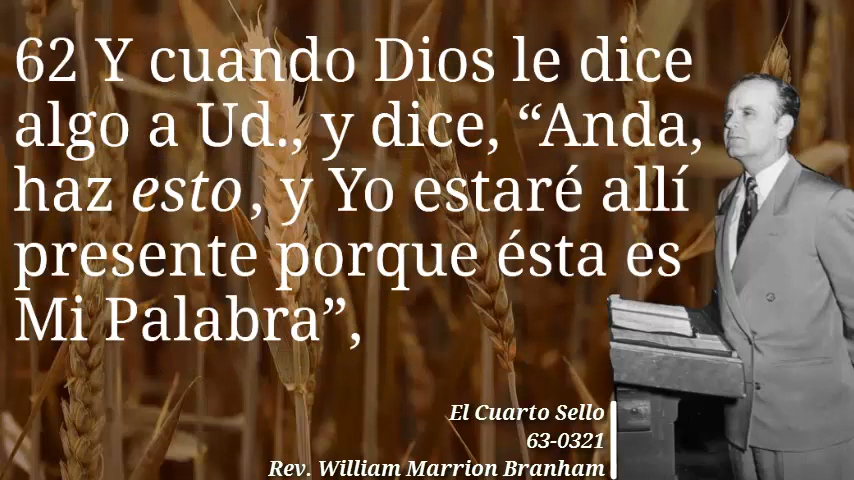 62 Y cuando Dios le dice
algo a Ud., y dice, “Anda,
haz esto, y Yo estaré allí
presente porque ésta es
Mi Palabra”,
El Cuarto Sello
63-0321
Rev. William Marrion Branham